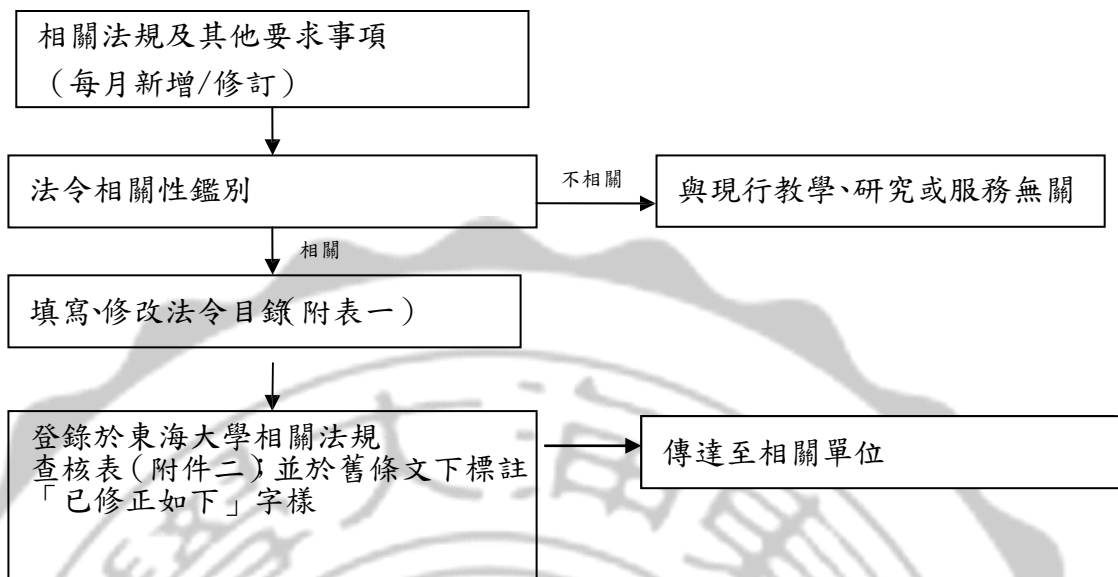 相關法規及其他要求事項
（每月新增/修訂）
法令相關性鑑別
不相關
與現行教學、研究或服務無關
相關
填寫、修改法令目錄(附表一）
登錄於東海大學相關法規
查核表（附件二）；並於舊條文下標註
「已修正如下」字樣
傳達至相關單位